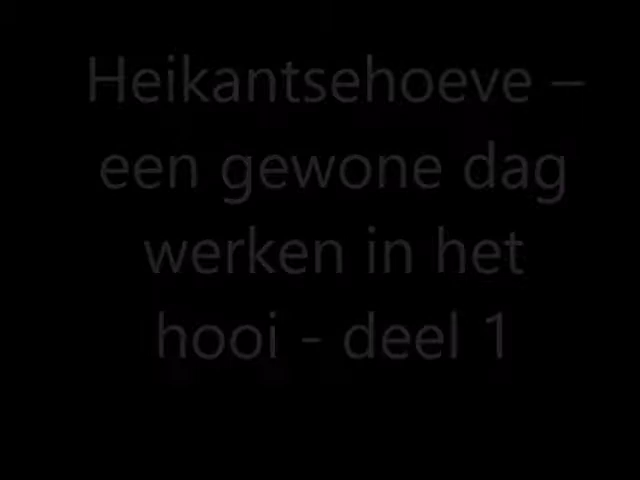 Heikantsehoeve –
een gewone dag
werken in het
hooi - deel 1